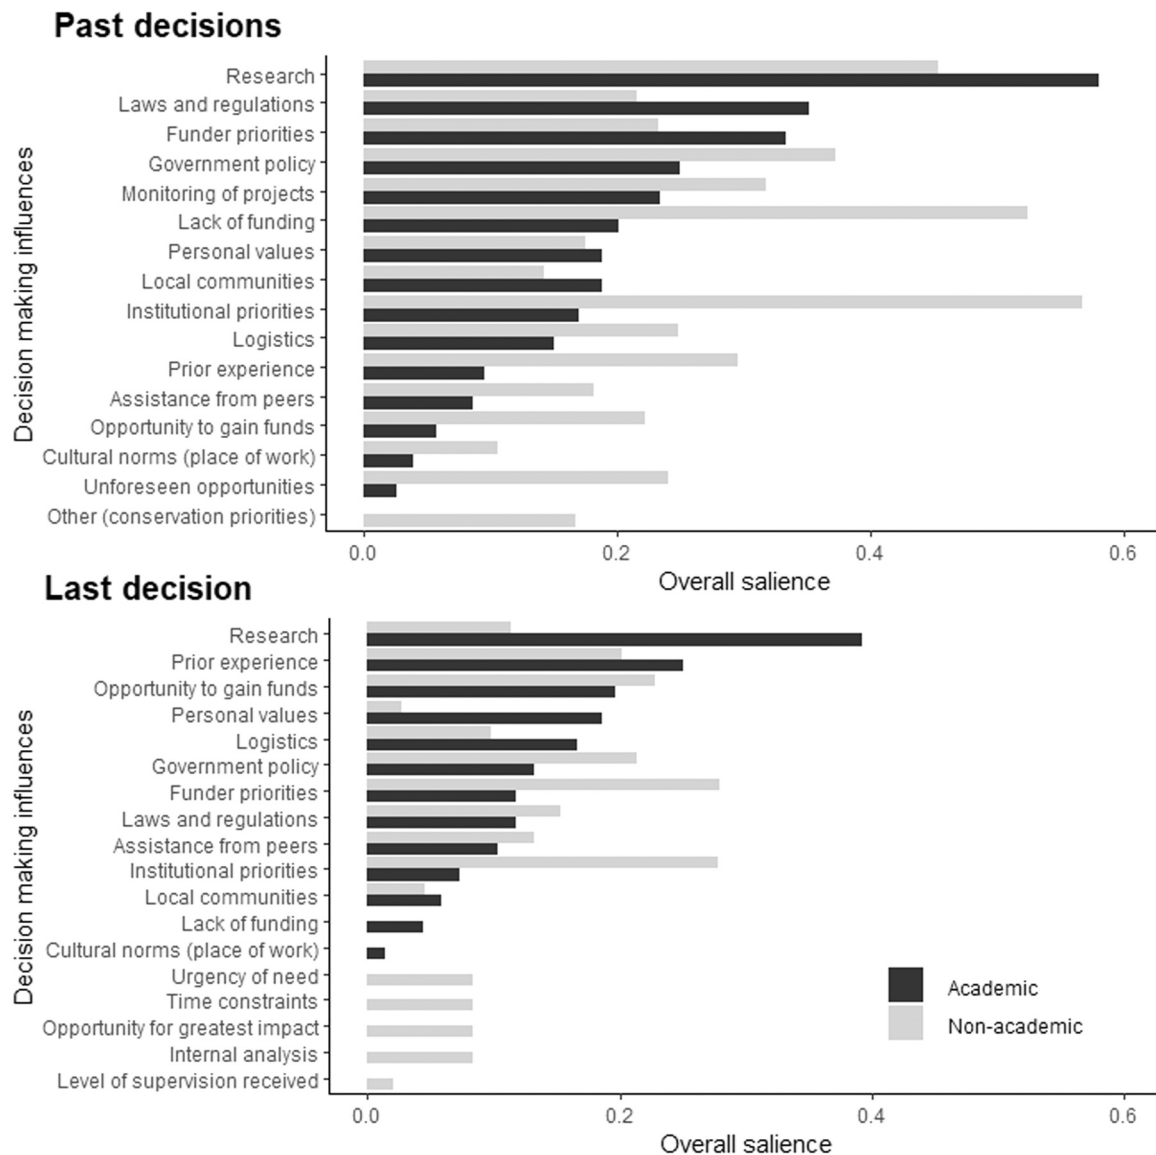 Past decisions
Decision making influences
Research
Laws and regulations
Funder priorities
Government policy
Monitoring of projects
Lack of funding
Personal values
Local communities
Institutional priorities
Logistics
Prior experience
Assistance from peers
Opportunity to gain funds
Cultural norms (place of work)
Unforeseen opportunities
Other (conservation priorities)
0.0 0.2 0.4 0.6
Overall salience
Last decision
Decision making influences
Research
Prior experience
Opportunity to gain funds
Personal values
Logistics
Government policy
Funder priorities
Laws and regulations
Assistance from peers
Institutional priorities
Local communities
Lack of funding
Cultural norms (place of work)
Urgency of need
Time constraints
Opportunity for greatest impact
Internal analysis
Level of supervision received
Academic
Non-academic
0.0 0.2 0.4 0.6
Overall salience